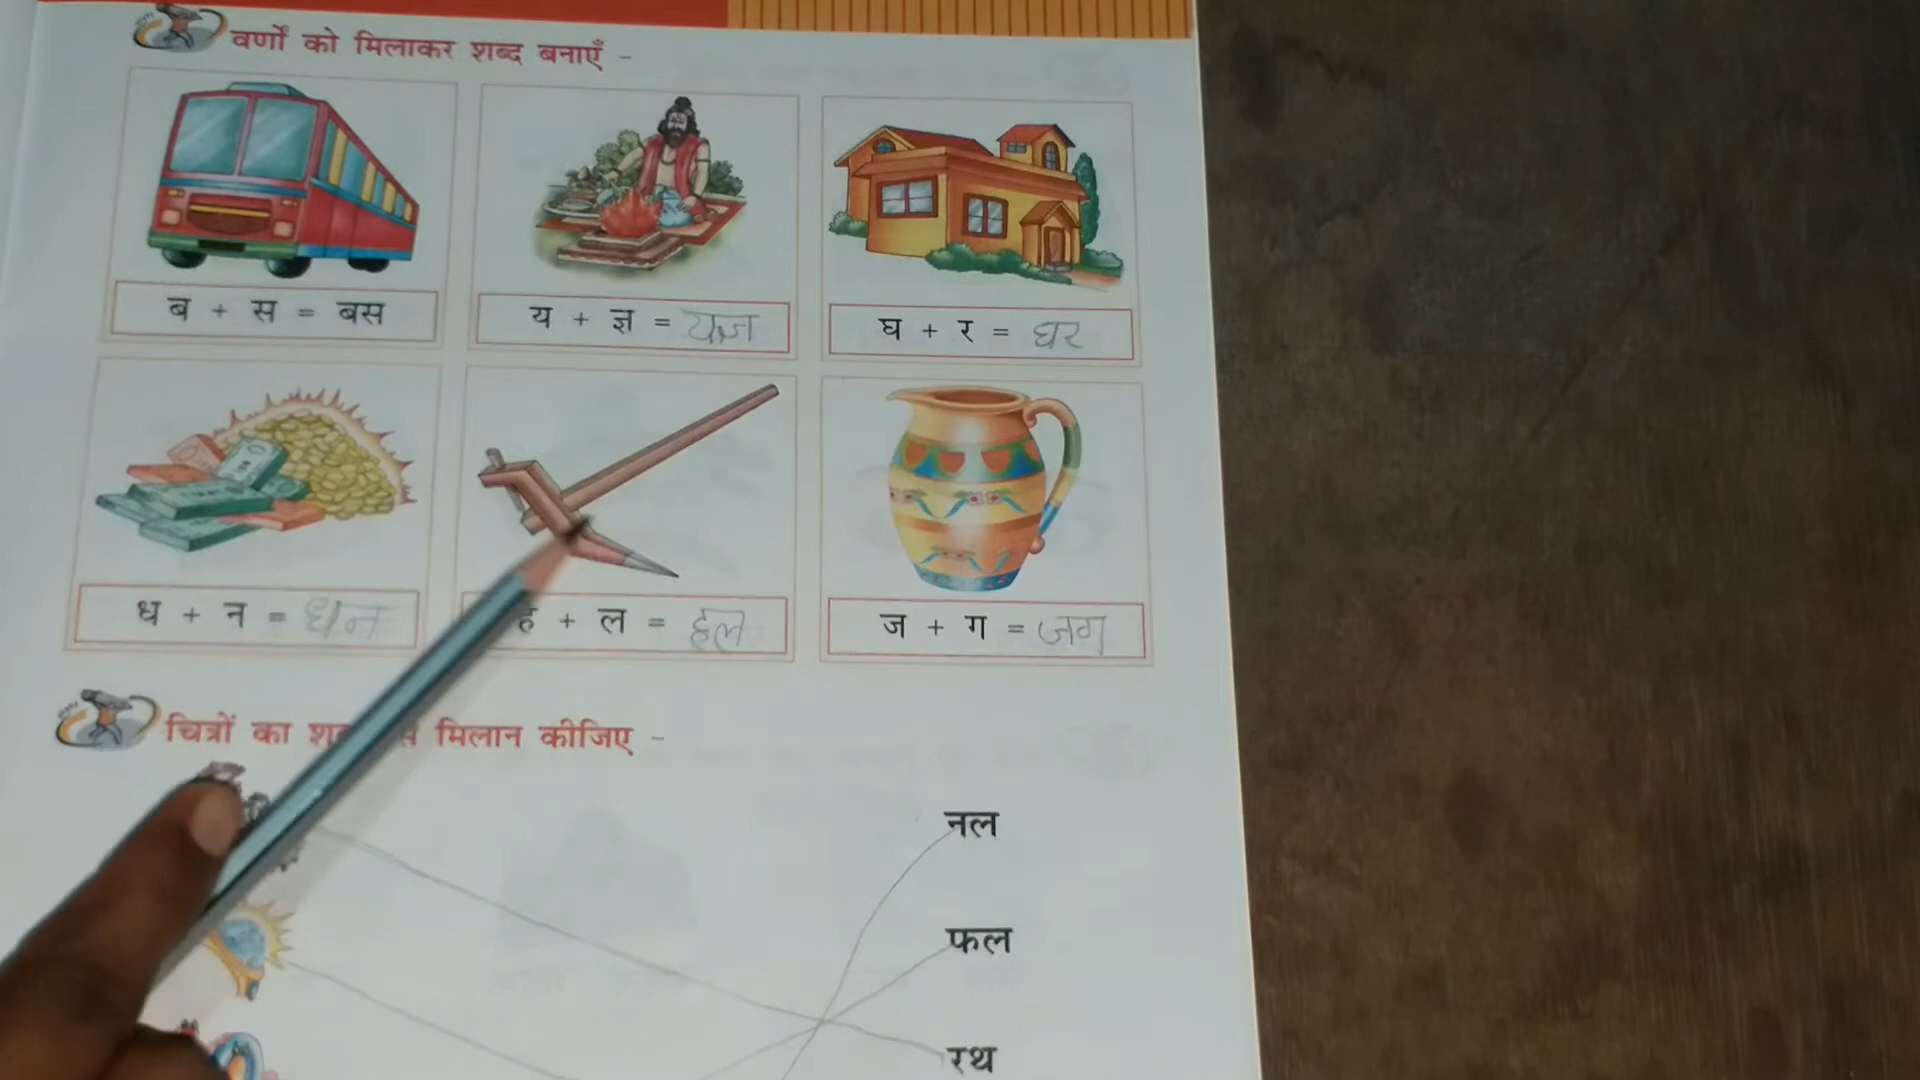 वर्णों को मिलाकर शब्द बनाएँ -
ब + स = बस
य + ज्ञ = यज्ञ
घ + र = घर
ध + न = धन
ह + ल = हल
ज + ग = जग
चित्रों का मिलान कीजिए -
नल
फल
रथ